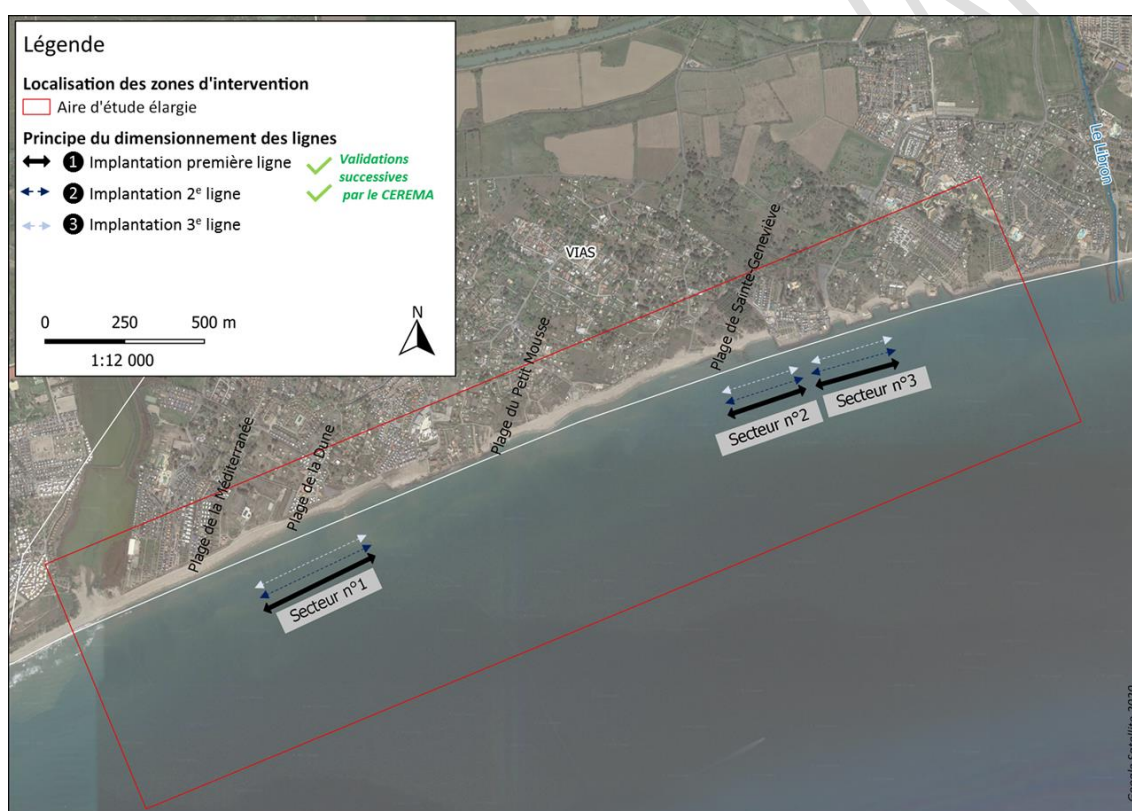 Légende
Localisation des zones d'intervention
Aire d'étude élargie
Principe du dimensionnement des lignes
1 Implantation première ligne
2 Implantation 2e ligne
3 Implantation 3e ligne
Validations
successives
par le CEREMA
0 250 500 m
1:12 000
N
VIAS
Le Libron
Plage de la Méditerranée
Plage de la Dune
Plage du Petit Mousse
Plage de Sainte-Geneviève
Secteur n°1
Secteur n°2
Secteur n°3
Google Satellite 2020